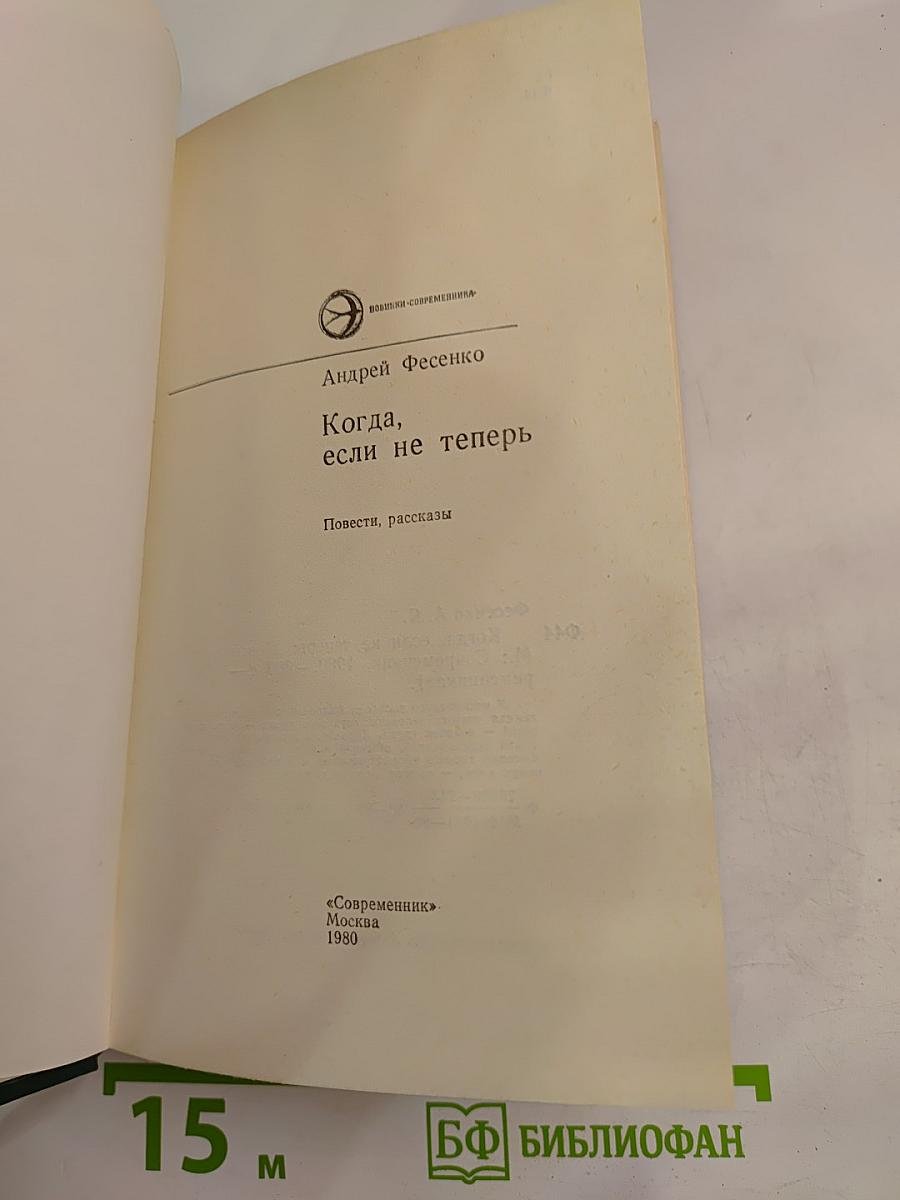 НОВИНКИ «СОВРЕМЕННИКА»
Андрей Фесенко
Когда,
если не теперь
Повести, рассказы
«Современник»
Москва
1980
15 м
БФ БИБЛИОФАН